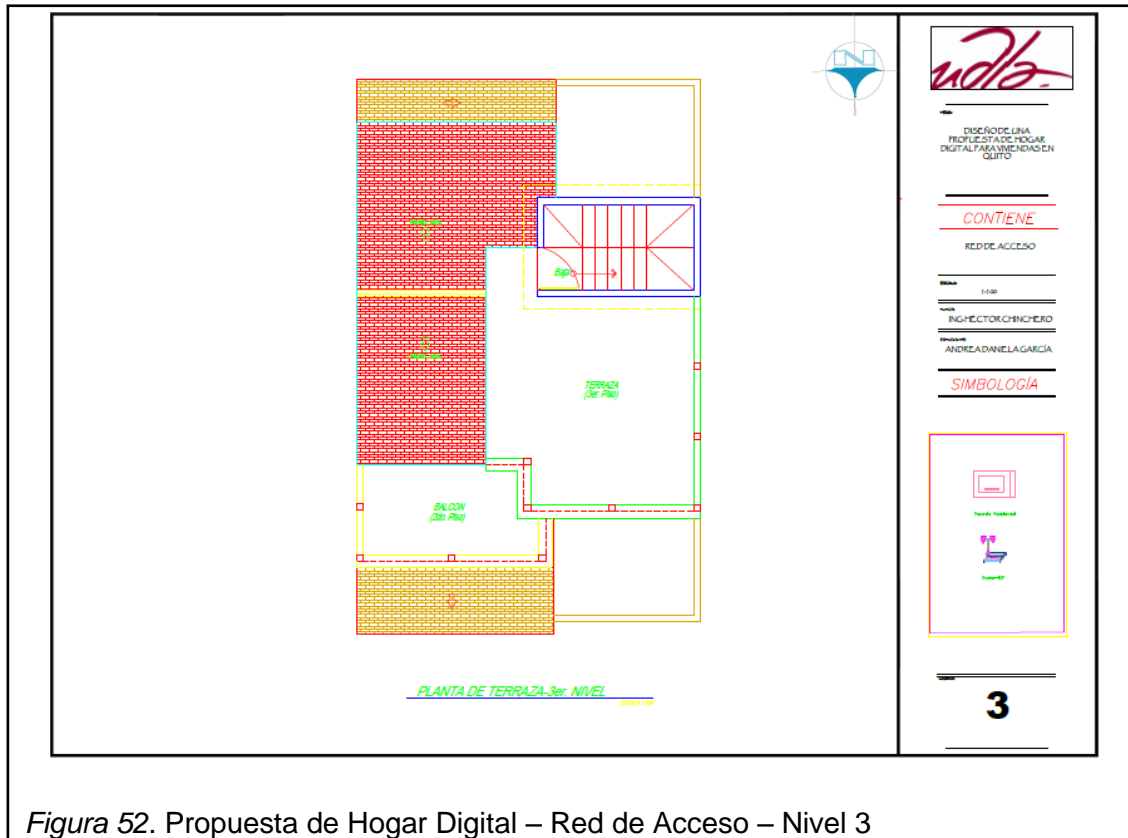 N
Baja
TERRAZA
(3er. Piso)
BALCON
(2do. Piso)
PLANTA DE TERRAZA-3er. NIVEL
udla-
DISEÑO DE UNA
PROPUESTA DE HOGAR
DIGITAL PARA VIVIENDAS EN
QUITO
CONTIENE
RED DE ACCESO
1:100
ING HÉCTOR CHINCHERO
ANDREA DANIELA GARCÍA
SIMBOLOGÍA
3
Figura 52. Propuesta de Hogar Digital – Red de Acceso – Nivel 3